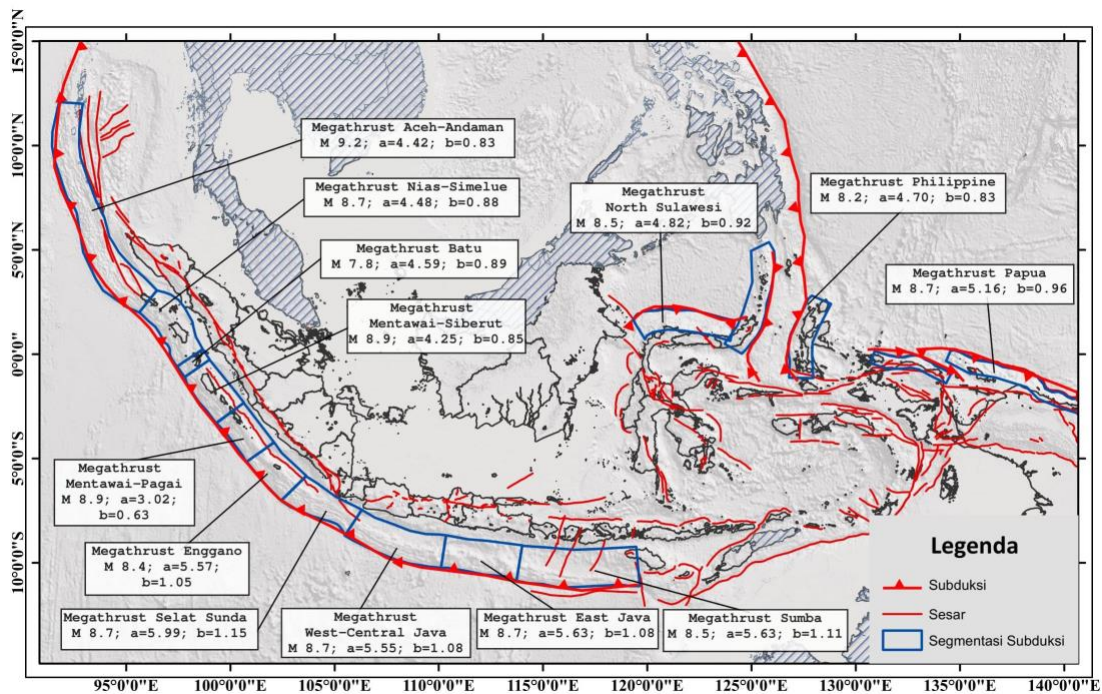 15°0'0"N
10°0'0"N
5°0'0"N
0°0'0"
5°0'0"S
10°0'0"S
Megathrust Aceh-Andaman
M 9.2; a=4.42; b=0.83
Megathrust Nias-Simelue
M 8.7; a=4.48; b=0.88
Megathrust Batu
M 7.8; a=4.59; b=0.89
Megathrust
Mentawai-Siberut
M 8.9; a=4.25; b=0.85
Megathrust
North Sulawesi
M 8.5; a=4.82; b=0.92
Megathrust Philippine
M 8.2; a=4.70; b=0.83
Megathrust Papua
M 8.7; a=5.16; b=0.96
Megathrust
Mentawai-Pagai
M 8.9; a=3.02;
b=0.63
Megathrust Enggano
M 8.4; a=5.57;
b=1.05
Megathrust Selat Sunda
M 8.7; a=5.99; b=1.15
Megathrust
West-Central Java
M 8.7; a=5.55; b=1.08
Megathrust East Java
M 8.7; a=5.63; b=1.08
Megathrust Sumba
M 8.5; a=5.63; b=1.11
Legenda
Subduksi
Sesar
Segmentasi Subduksi
95°0'0"E
100°0'0"E
105°0'0"E
110°0'0"E
115°0'0"E
120°0'0"E
125°0'0"E
130°0'0"E
135°0'0"E
140°0'0"E